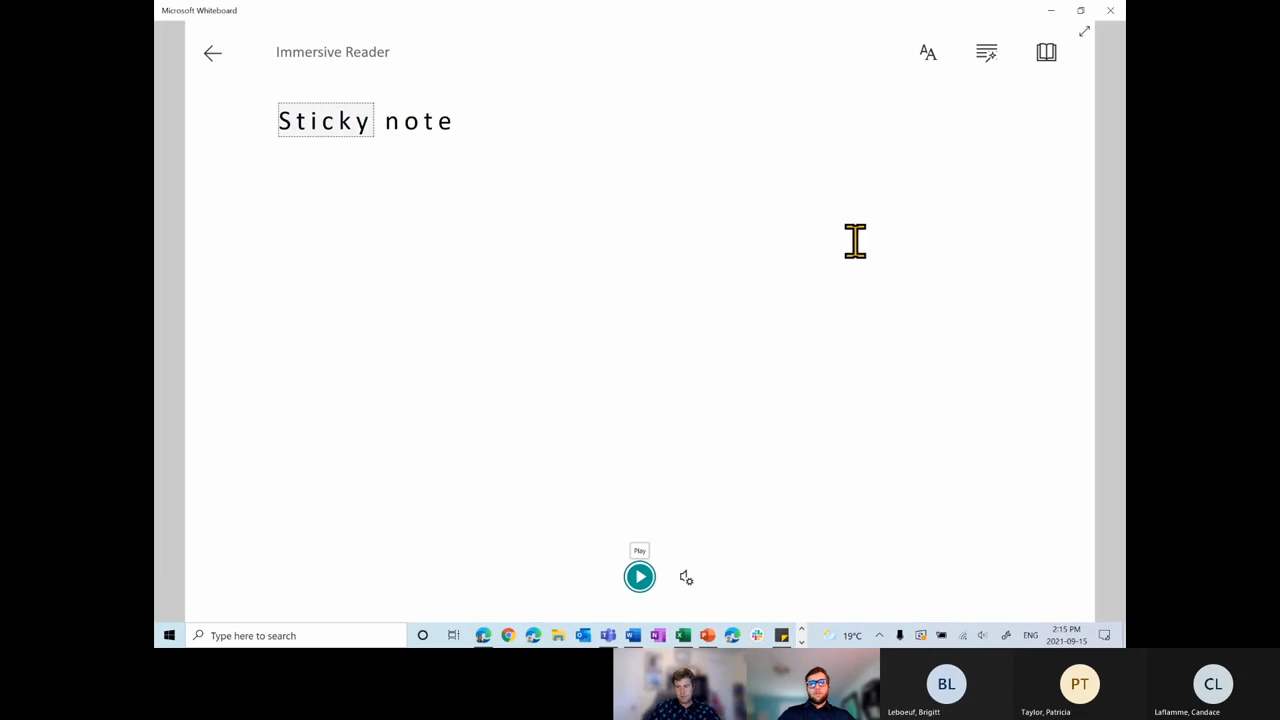 Microsoft Whiteboard
Immersive Reader
Sticky note
Play
Type here to search
19°C
ENG
2:15 PM
2021-09-15
BL
PT
CL
Leboeuf, Brigitt
Taylor, Patricia
Laflamme, Candace